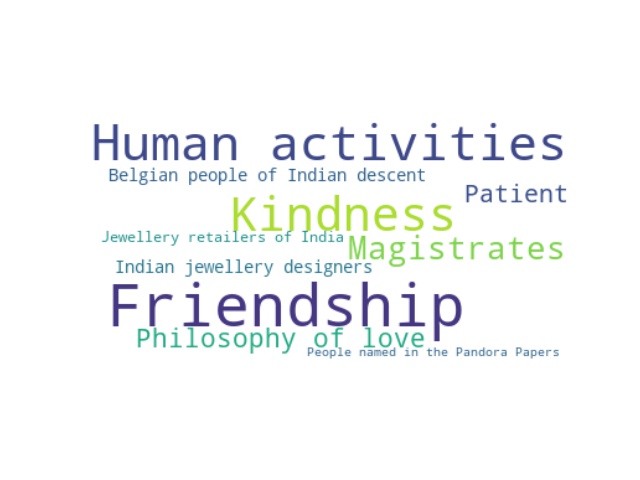 Human activities
Belgian people of Indian descent
Patient
Kindness
Jewellery retailers of India
Magistrates
Indian jewellery designers
Friendship
Philosophy of love
People named in the Pandora Papers